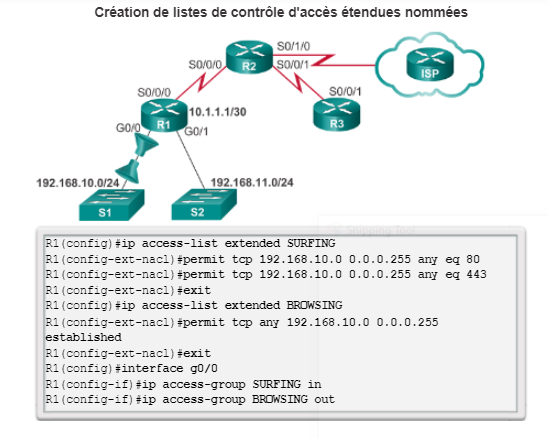 Création de listes de contrôle d'accès étendues nommées
S0/1/0
S0/0/0
R2
S0/0/1
ISP
S0/0/0
S0/0/1
10.1.1.1/30
G0/0
R1
G0/1
R3
192.168.10.0/24
192.168.11.0/24
S1
S2
Snipping Tool
R1(config)#ip access-list extended SURFING
R1(config-ext-nacl)#permit tcp 192.168.10.0 0.0.0.255 any eq 80
R1(config-ext-nacl)#permit tcp 192.168.10.0 0.0.0.255 any eq 443
R1(config-ext-nacl)#exit
R1(config)#ip access-list extended BROWSING
R1(config-ext-nacl)#permit tcp any 192.168.10.0 0.0.0.255
established
R1(config-ext-nacl)#exit
R1(config)#interface g0/0
R1(config-if)#ip access-group SURFING in
R1(config-if)#ip access-group BROWSING out